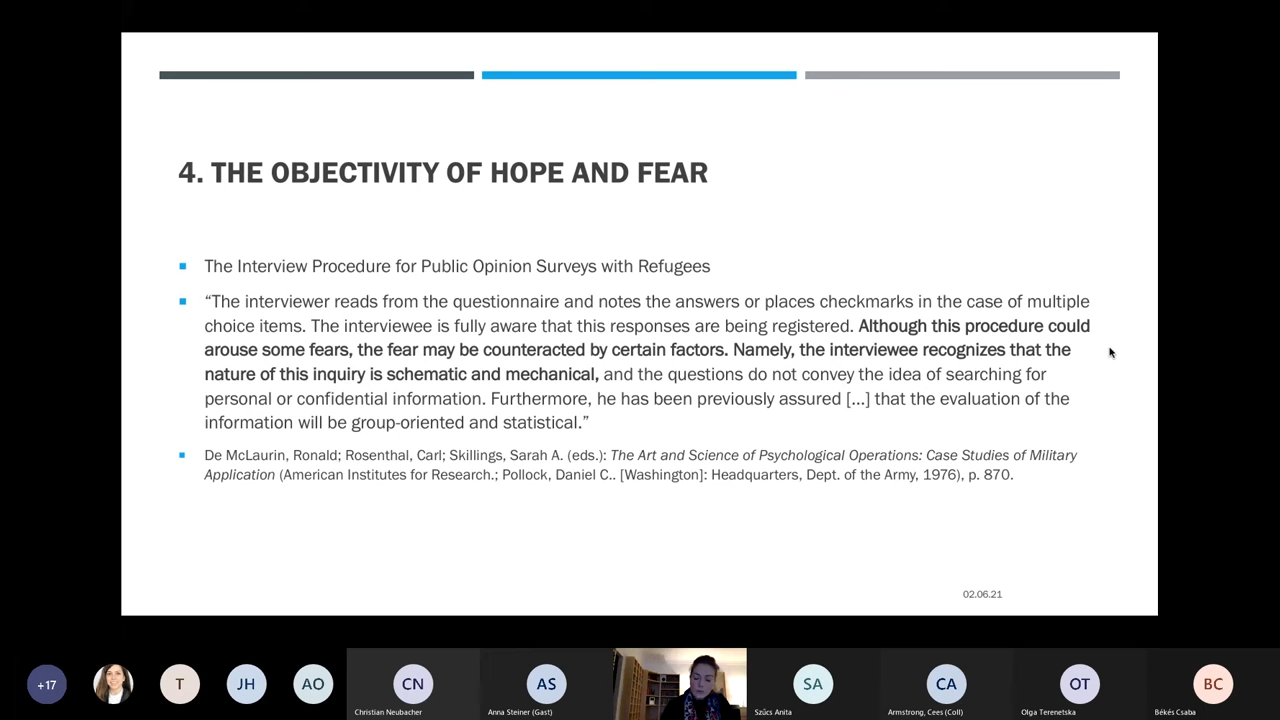 4. THE OBJECTIVITY OF HOPE AND FEAR
The Interview Procedure for Public Opinion Surveys with Refugees
“The interviewer reads from the questionnaire and notes the answers or places checkmarks in the case of multiple
choice items. The interviewee is fully aware that this responses are being registered. Although this procedure could
arouse some fears, the fear may be counteracted by certain factors. Namely, the interviewee recognizes that the
nature of this inquiry is schematic and mechanical, and the questions do not convey the idea of searching for
personal or confidential information. Furthermore, he has been previously assured [...] that the evaluation of the
information will be group-oriented and statistical.”
De McLaurin, Ronald; Rosenthal, Carl; Skillings, Sarah A. (eds.): The Art and Science of Psychological Operations: Case Studies of Military
Application (American Institutes for Research.; Pollock, Daniel C.. [Washington]: Headquarters, Dept. of the Army, 1976), p. 870.
02.06.21
+17
T
JH
AO
CN
AS
SA
CA
OT
BC
Christian Neubacher
Anna Steiner (Gast)
Szűcs Anita
Armstrong, Cees (Coll)
Olga Terenetska
Békés Csaba